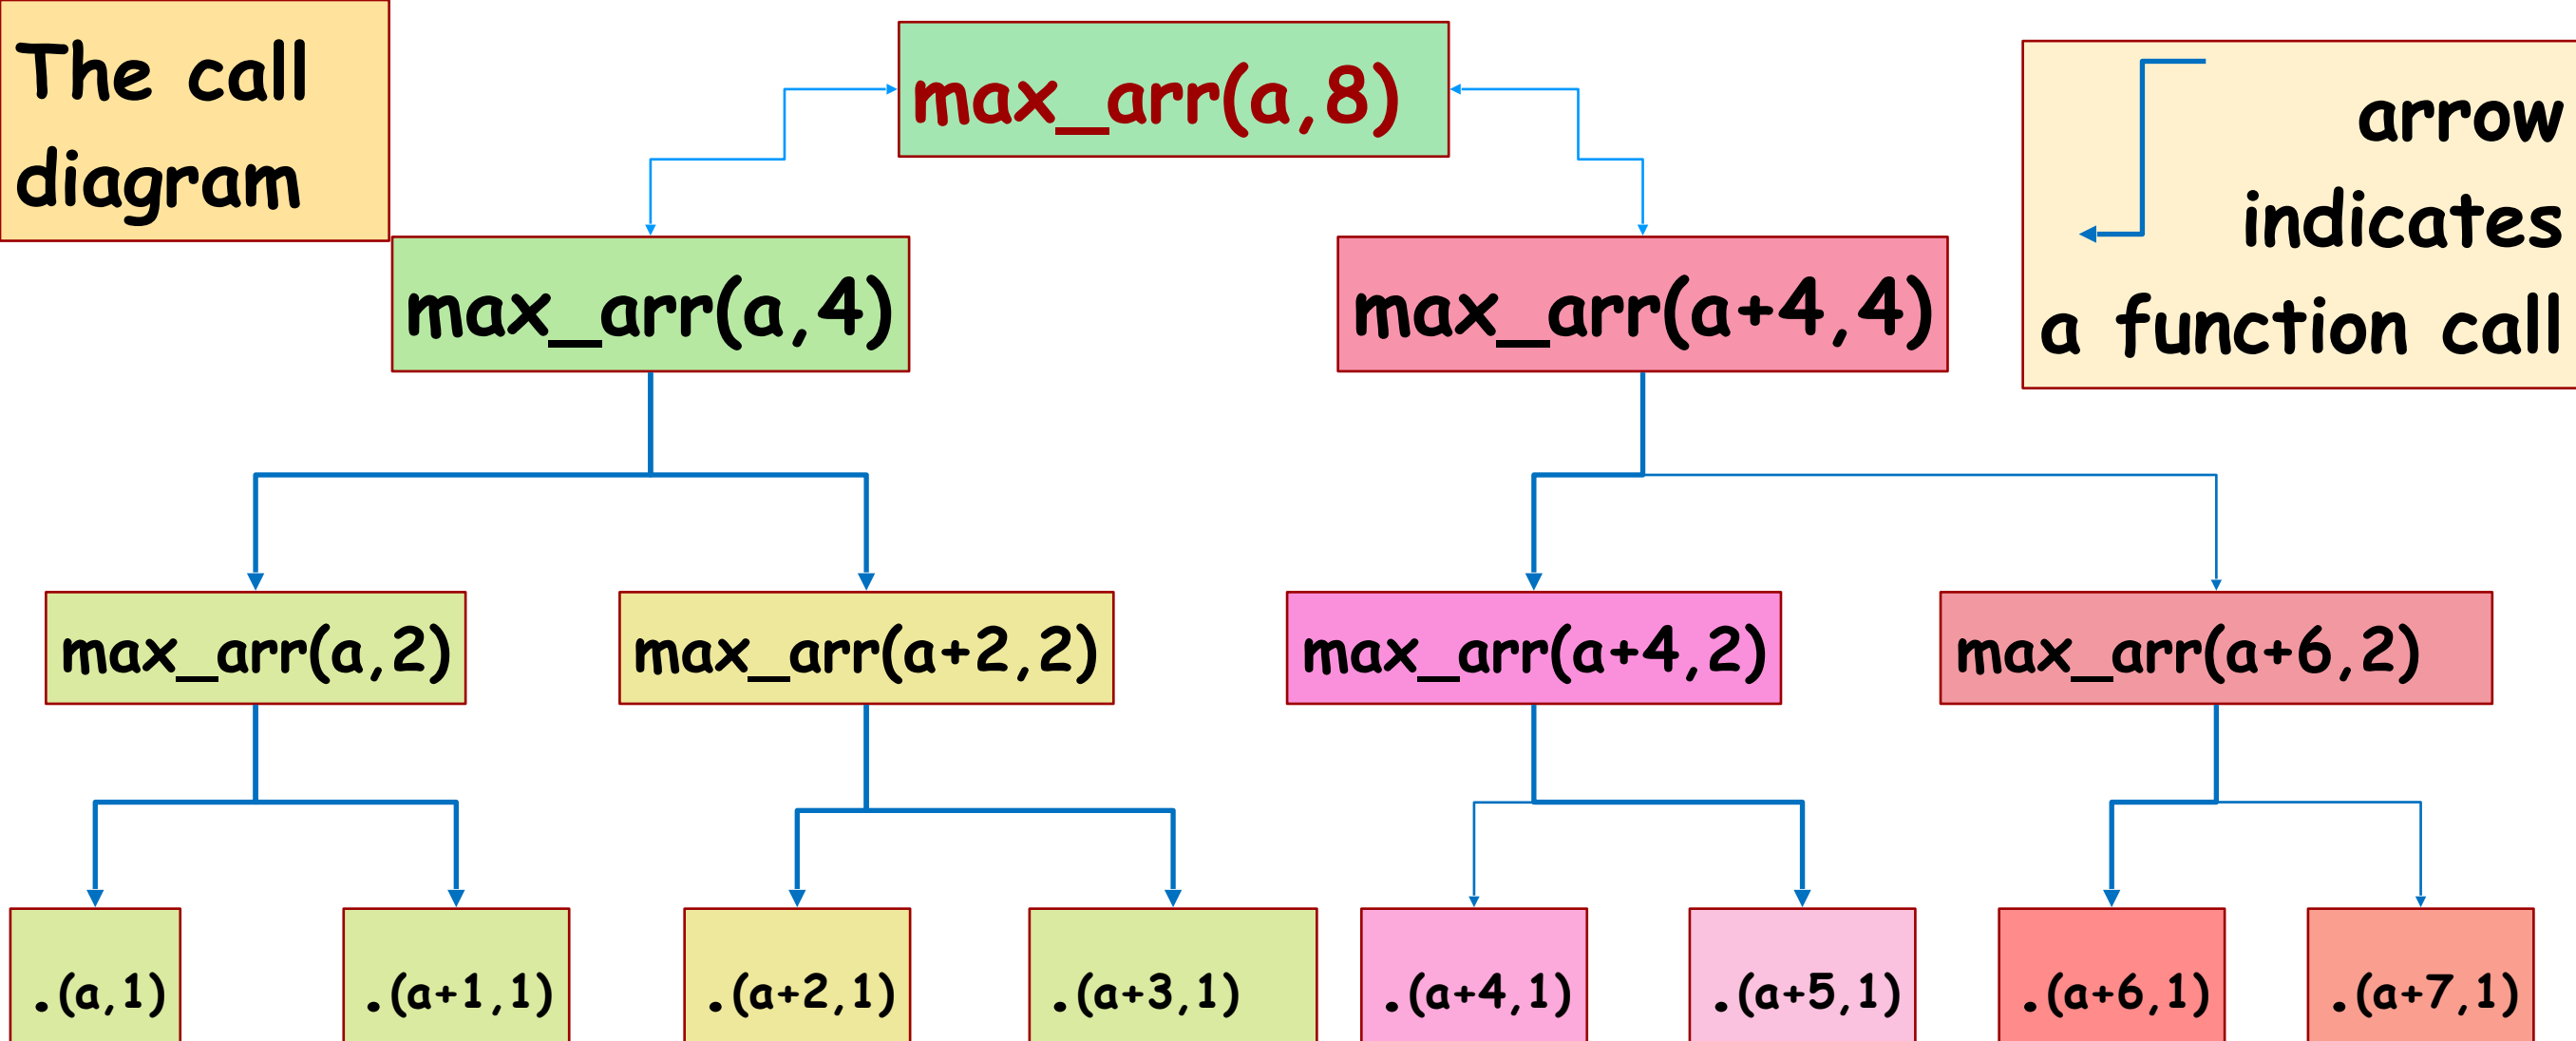 The call
diagram
max_arr(a,8)
arrow
indicates
a function call
max_arr(a,4)
max_arr(a+4,4)
max_arr(a,2)
max_arr(a+2,2)
max_arr(a+4,2)
max_arr(a+6,2)
.(a,1)
.(a+1,1)
.(a+2,1)
.(a+3,1)
.(a+4,1)
.(a+5,1)
.(a+6,1)
.(a+7,1)